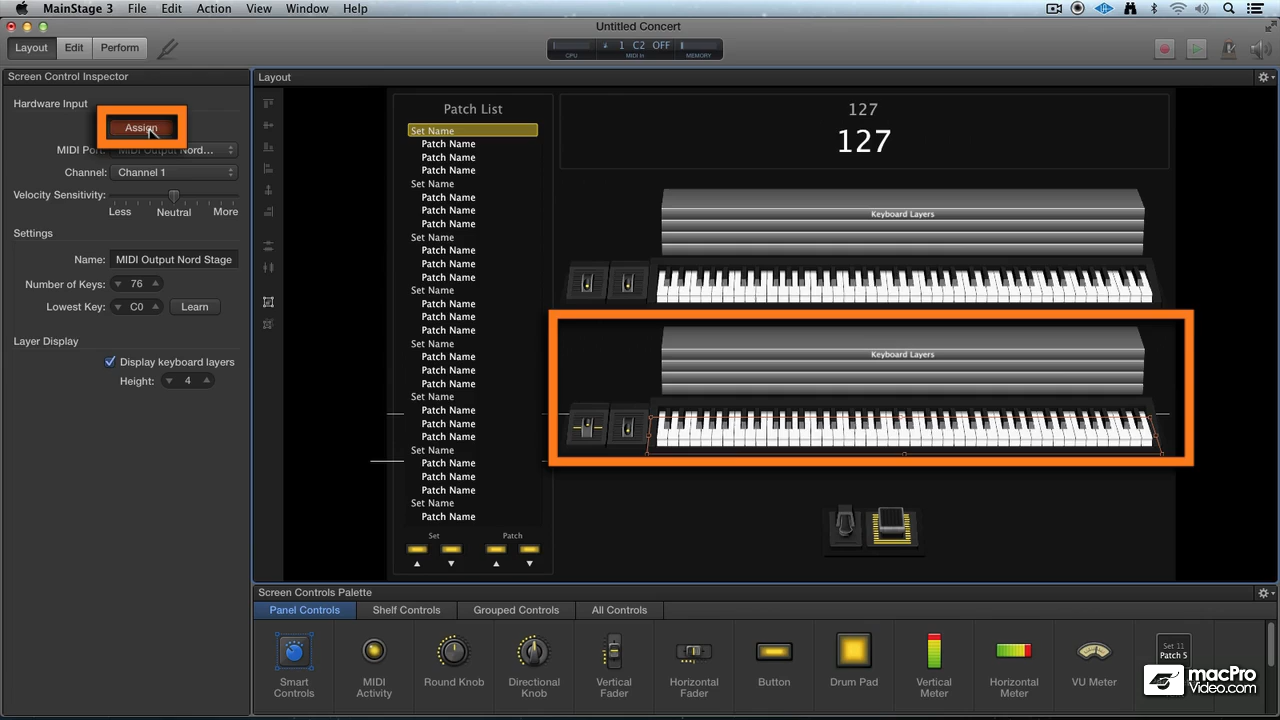 MainStage 3 File Edit Action View Window Help
Untitled Concert
Layout Edit Perform
1 C2 OFF
CPU MIDI IN MEMORY
Screen Control Inspector
Layout
Hardware Input
Assign
MIDI Port: MIDI Output Nord...
Channel: Channel 1
Velocity Sensitivity:
Less Neutral More
Settings
Name: MIDI Output Nord Stage
Number of Keys: 76
Lowest Key: C0 Learn
Layer Display
Display keyboard layers
Height: 4
Patch List
Set Name
Patch Name
Patch Name
Patch Name
Set Name
Patch Name
Patch Name
Patch Name
Set Name
Patch Name
Patch Name
Patch Name
Set Name
Patch Name
Patch Name
Patch Name
Set Name
Patch Name
Patch Name
Patch Name
Set Name
Patch Name
Patch Name
Patch Name
Set Name
Patch Name
Patch Name
Patch Name
Set Name
Patch Name
Set Patch
127
127
Keyboard Layers
Keyboard Layers
Screen Controls Palette
Panel Controls Shelf Controls Grouped Controls All Controls
Smart Controls
MIDI Activity
Round Knob
Directional Knob
Vertical Fader
Horizontal Fader
Button
Drum Pad
Vertical Meter
Horizontal Meter
VU Meter
Set 11
Patch 5
macPro
Video.com